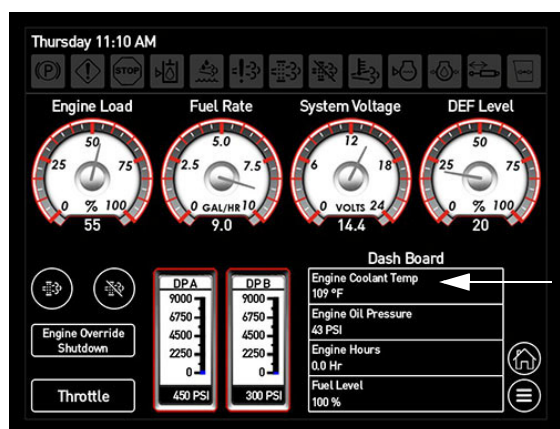 Thursday 11:10 AM
(P)
STOP
Engine Load
Fuel Rate
System Voltage
DEF Level
50
25
75
0 % 100
55
5.0
2.5
7.5
0 GAL/HR 10
9.0
12
6
18
0 VOLTS 24
14.4
50
25
75
0 % 100
20
Engine Override
Shutdown
Throttle
DP A
9000
6750
4500
2250
0
450 PSI
DP B
9000
6750
4500
2250
0
300 PSI
Dash Board
Engine Coolant Temp
109 °F
Engine Oil Pressure
43 PSI
Engine Hours
0.0 Hr
Fuel Level
100 %